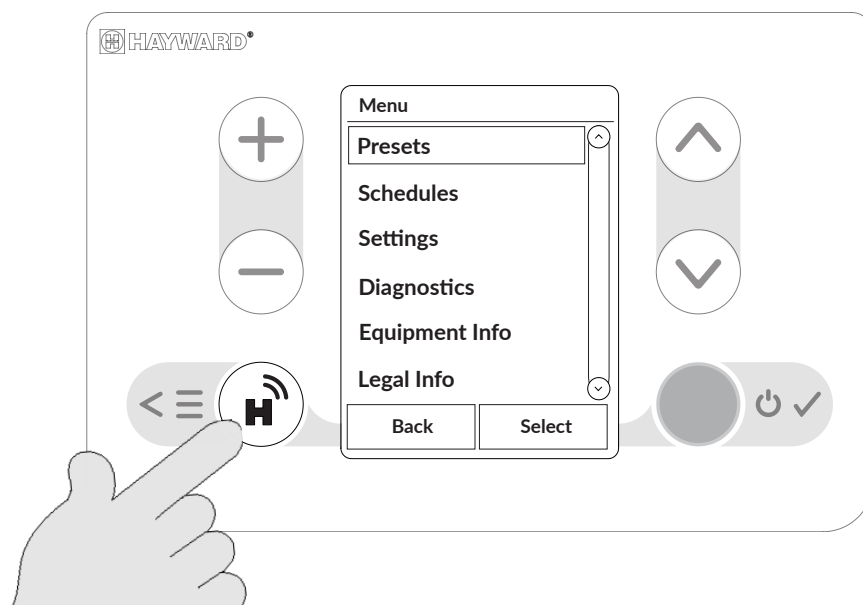 HAYWARD®
Menu
Presets
Schedules
Settings
Diagnostics
Equipment Info
Legal Info
Back Select
H